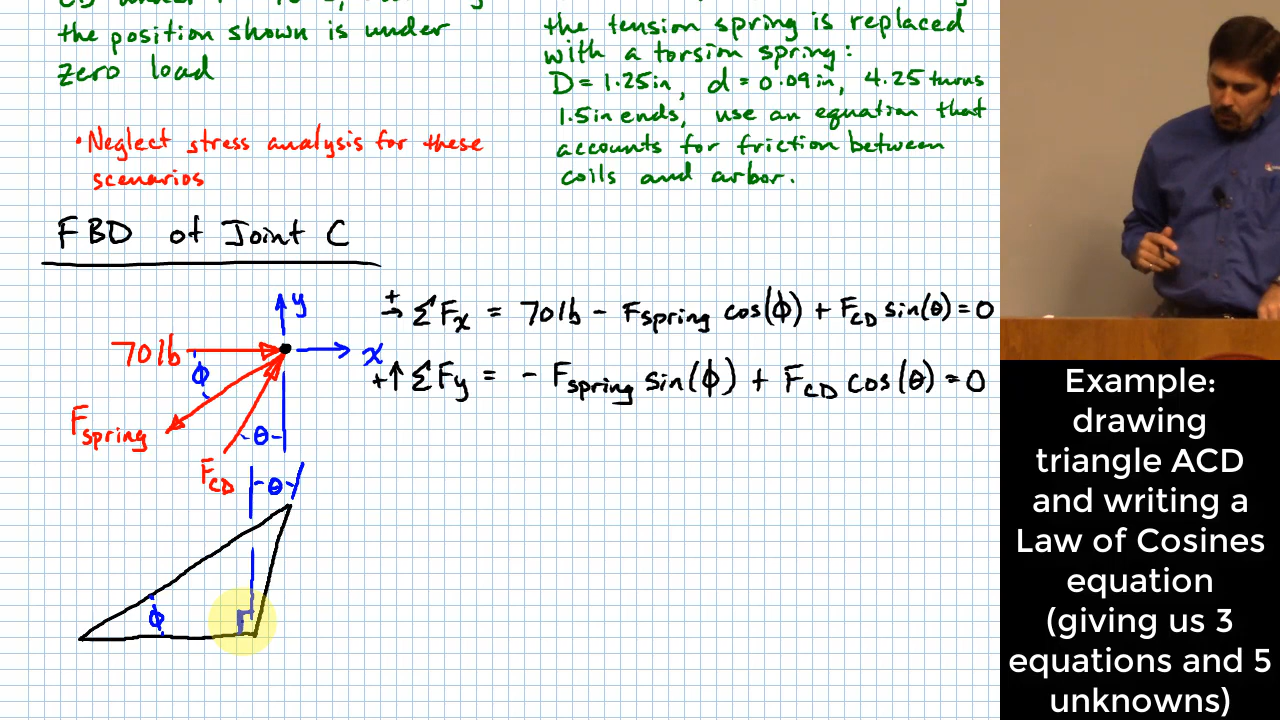 the position shown is under
zero load
the tension spring is replaced
with a torsion spring:
D = 1.25in, d = 0.09in, 4.25 turns
1.5in ends, use an equation that
accounts for friction between
coils and arbor.
• Neglect stress analysis for these
scenarios
FBD of Joint C
y
x
70lb
ϕ
F spring
θ
F CD
θ
ϕ
+→ ΣFx = 70lb - Fspring cos(ϕ) + FCD sin(θ) = 0
+↑ ΣFy = - Fspring sin(ϕ) + FCD cos(θ) = 0
Example:
drawing
triangle ACD
and writing a
Law of Cosines
equation
(giving us 3
equations and 5
unknowns)